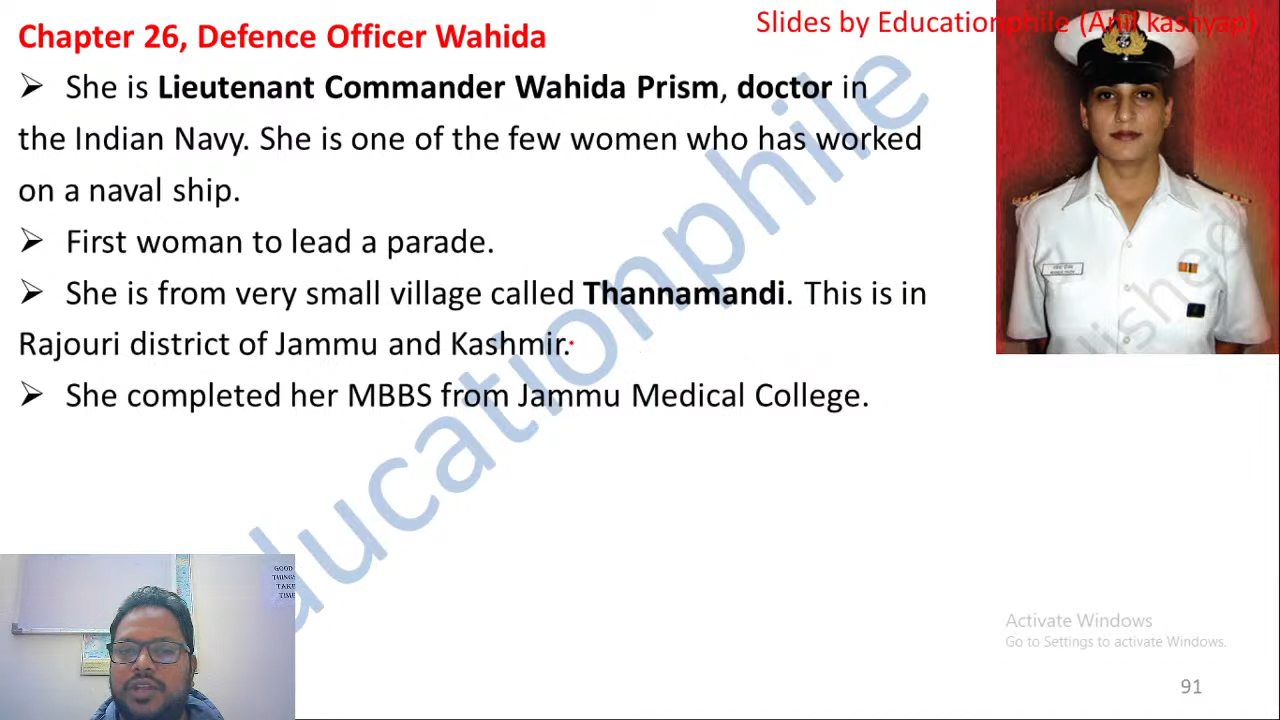 Slides by Educationphile (Anil kashyap)
Chapter 26, Defence Officer Wahida
➢ She is Lieutenant Commander Wahida Prism, doctor in
the Indian Navy. She is one of the few women who has worked
on a naval ship.
➢ First woman to lead a parade.
➢ She is from very small village called Thannamandi. This is in
Rajouri district of Jammu and Kashmir.
➢ She completed her MBBS from Jammu Medical College.
ducationphile
lishe
GOOD
THINGS
TAKE
TIME
Activate Windows
Go to Settings to activate Windows.
91